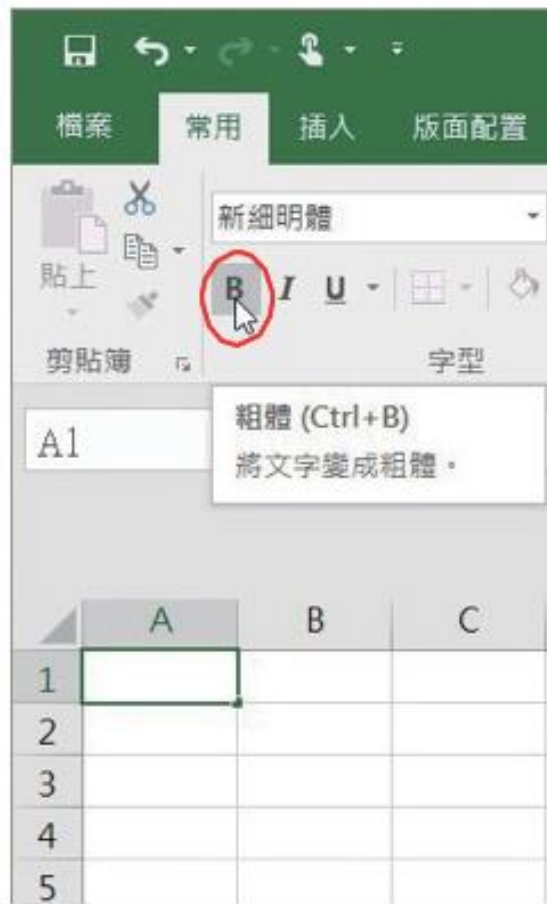 檔案 常用 插入 版面配置
新細明體
貼上
B I U
剪貼簿 字型
粗體 (Ctrl+B)
將文字變成粗體。
A1
A B C
1
2
3
4
5